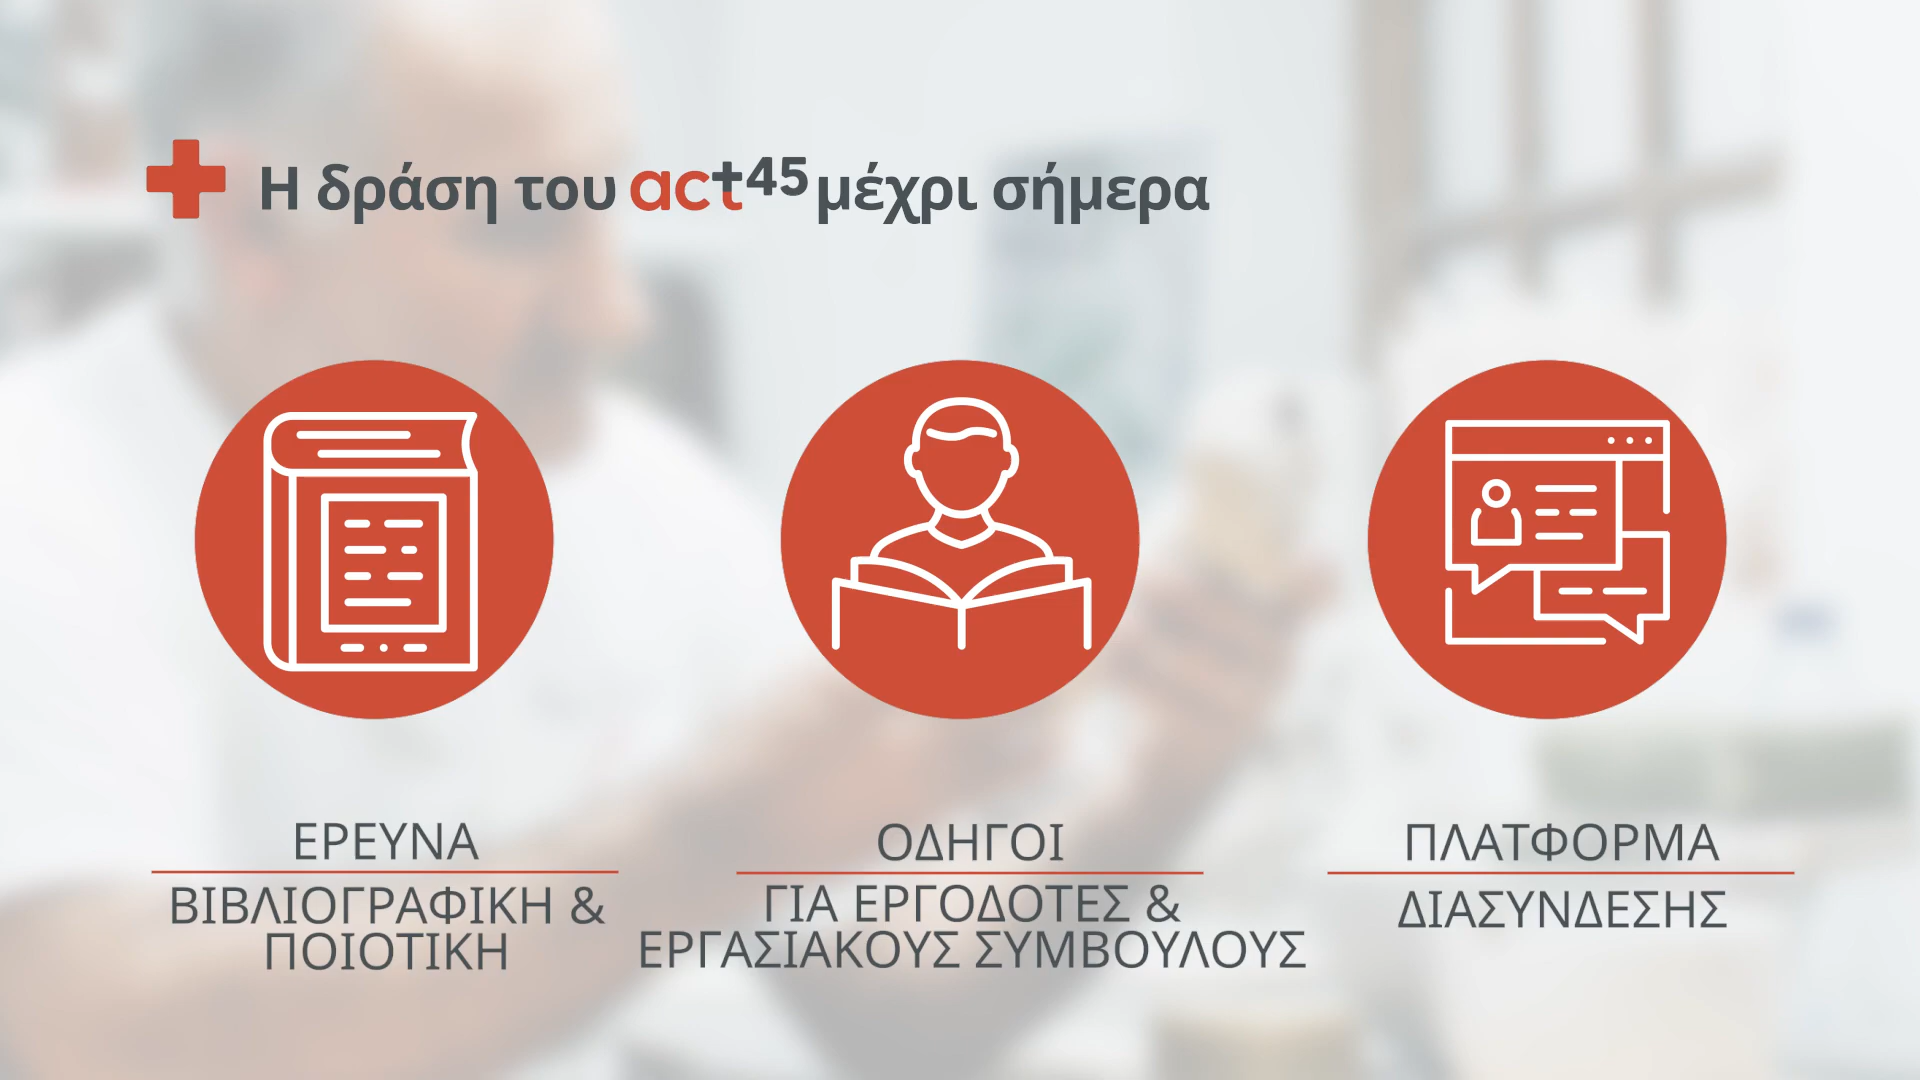 Η δράση του act45 μέχρι σήμερα
ΕΡΕΥΝΑ
ΒΙΒΛΙΟΓΡΑΦΙΚΗ &
ΠΟΙΟΤΙΚΗ
ΟΔΗΓΟΙ
ΓΙΑ ΕΡΓΟΔΟΤΕΣ &
ΕΡΓΑΣΙΑΚΟΥΣ ΣΥΜΒΟΥΛΟΥΣ
ΠΛΑΤΦΟΡΜΑ
ΔΙΑΣΥΝΔΕΣΗΣ